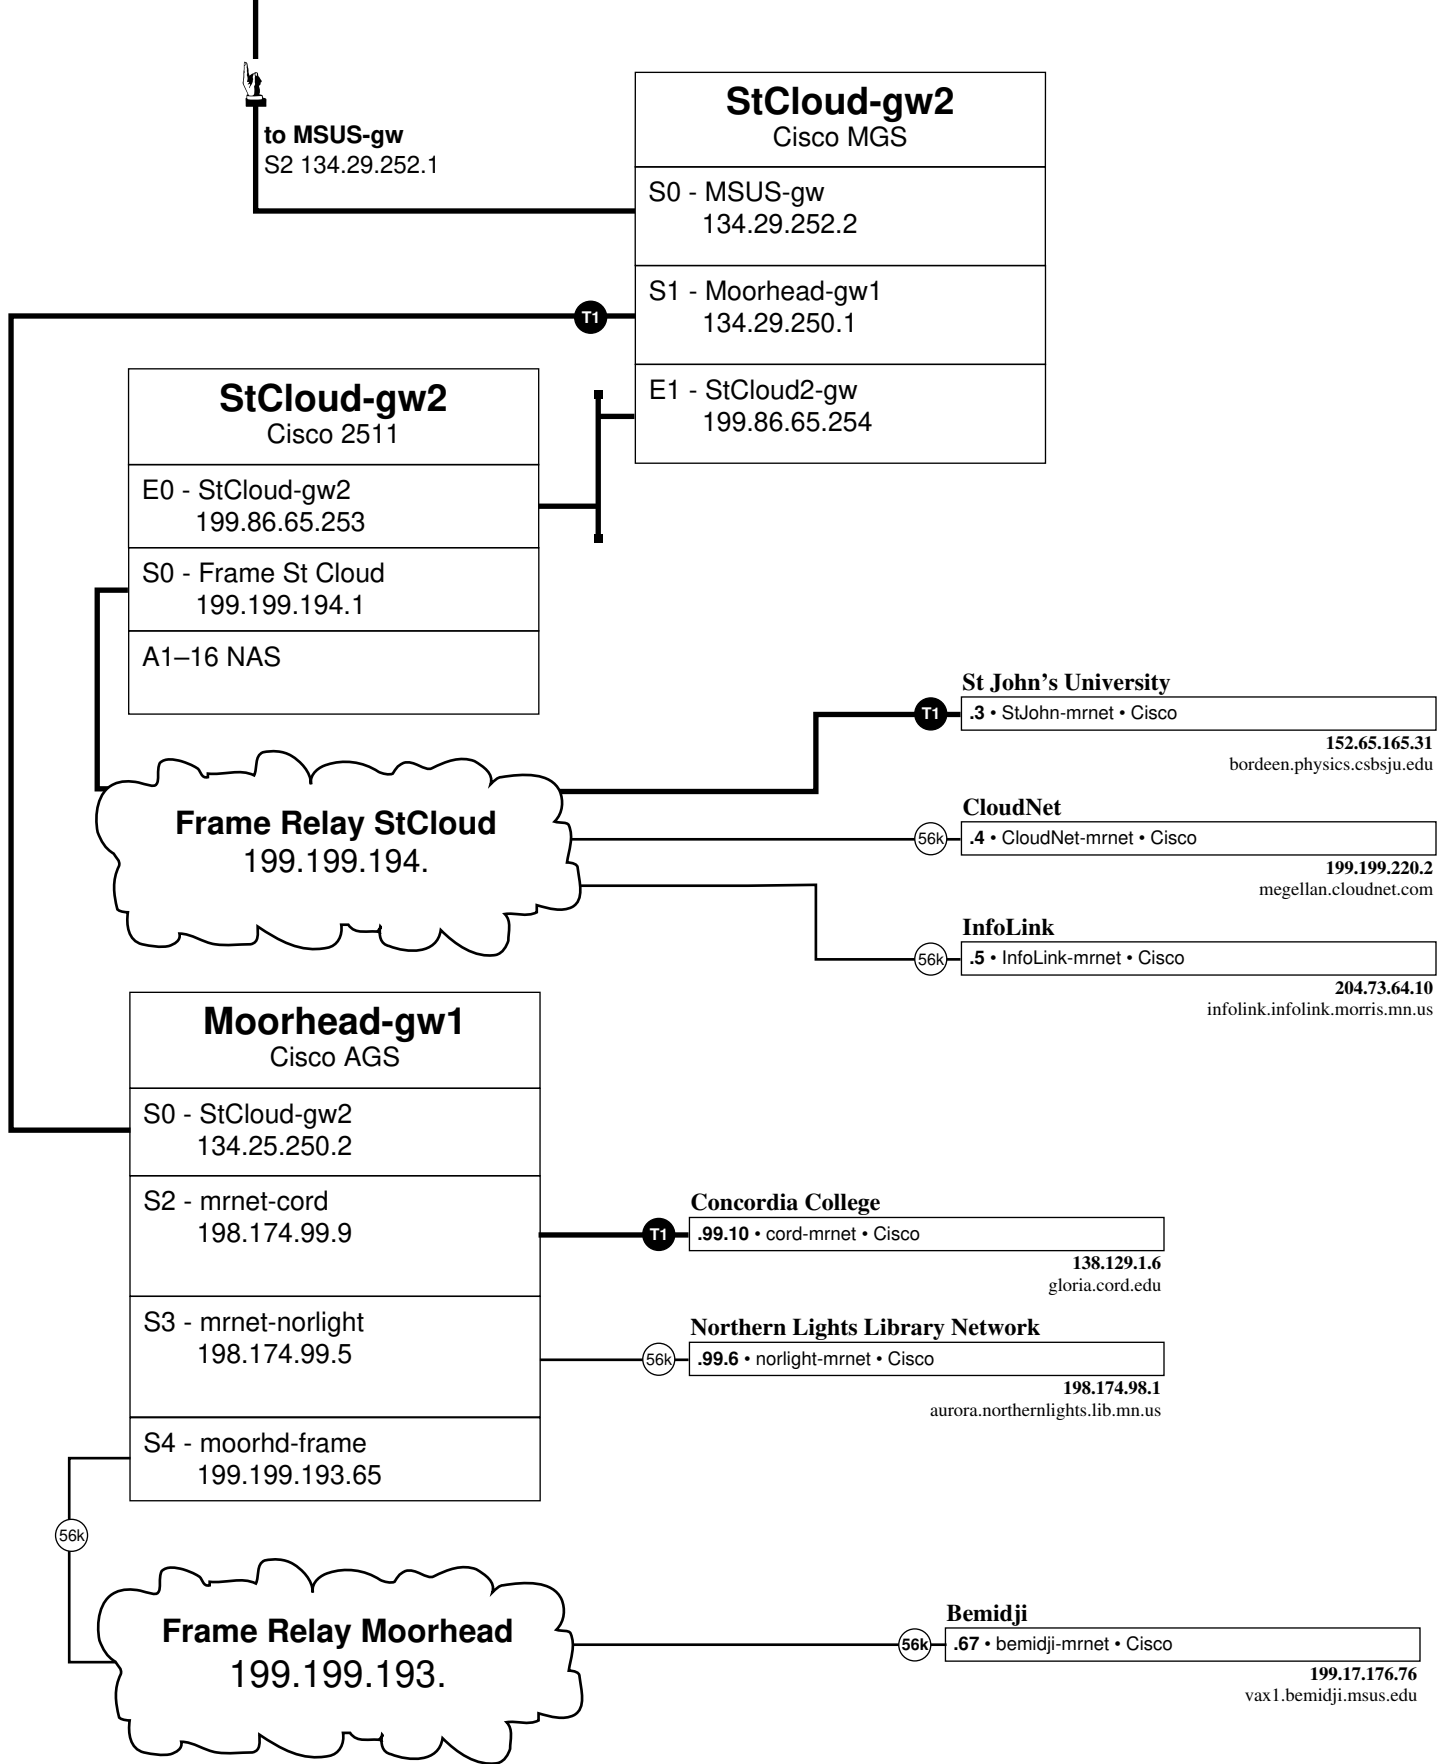 to MSUS-gw
S2 134.29.252.1
StCloud-gw2
Cisco MGS
S0 - MSUS-gw
134.29.252.2
S1 - Moorhead-gw1
134.29.250.1
E1 - StCloud2-gw
199.86.65.254
T1
StCloud-gw2
Cisco 2511
E0 - StCloud-gw2
199.86.65.253
S0 - Frame St Cloud
199.199.194.1
A1–16 NAS
Frame Relay StCloud
199.199.194.
St John's University
T1
.3 • StJohn-mrnet • Cisco
152.65.165.31
bordeen.physics.csbsju.edu
CloudNet
56k
.4 • CloudNet-mrnet • Cisco
199.199.220.2
megellan.cloudnet.com
InfoLink
56k
.5 • InfoLink-mrnet • Cisco
204.73.64.10
infolink.infolink.morris.mn.us
Moorhead-gw1
Cisco AGS
S0 - StCloud-gw2
134.25.250.2
S2 - mrnet-cord
198.174.99.9
S3 - mrnet-norlight
198.174.99.5
S4 - moorhd-frame
199.199.193.65
Concordia College
T1
.99.10 • cord-mrnet • Cisco
138.129.1.6
gloria.cord.edu
Northern Lights Library Network
56k
.99.6 • norlight-mrnet • Cisco
198.174.98.1
aurora.northernlights.lib.mn.us
56k
Frame Relay Moorhead
199.199.193.
Bemidji
56k
.67 • bemidji-mrnet • Cisco
199.17.176.76
vax1.bemidji.msus.edu